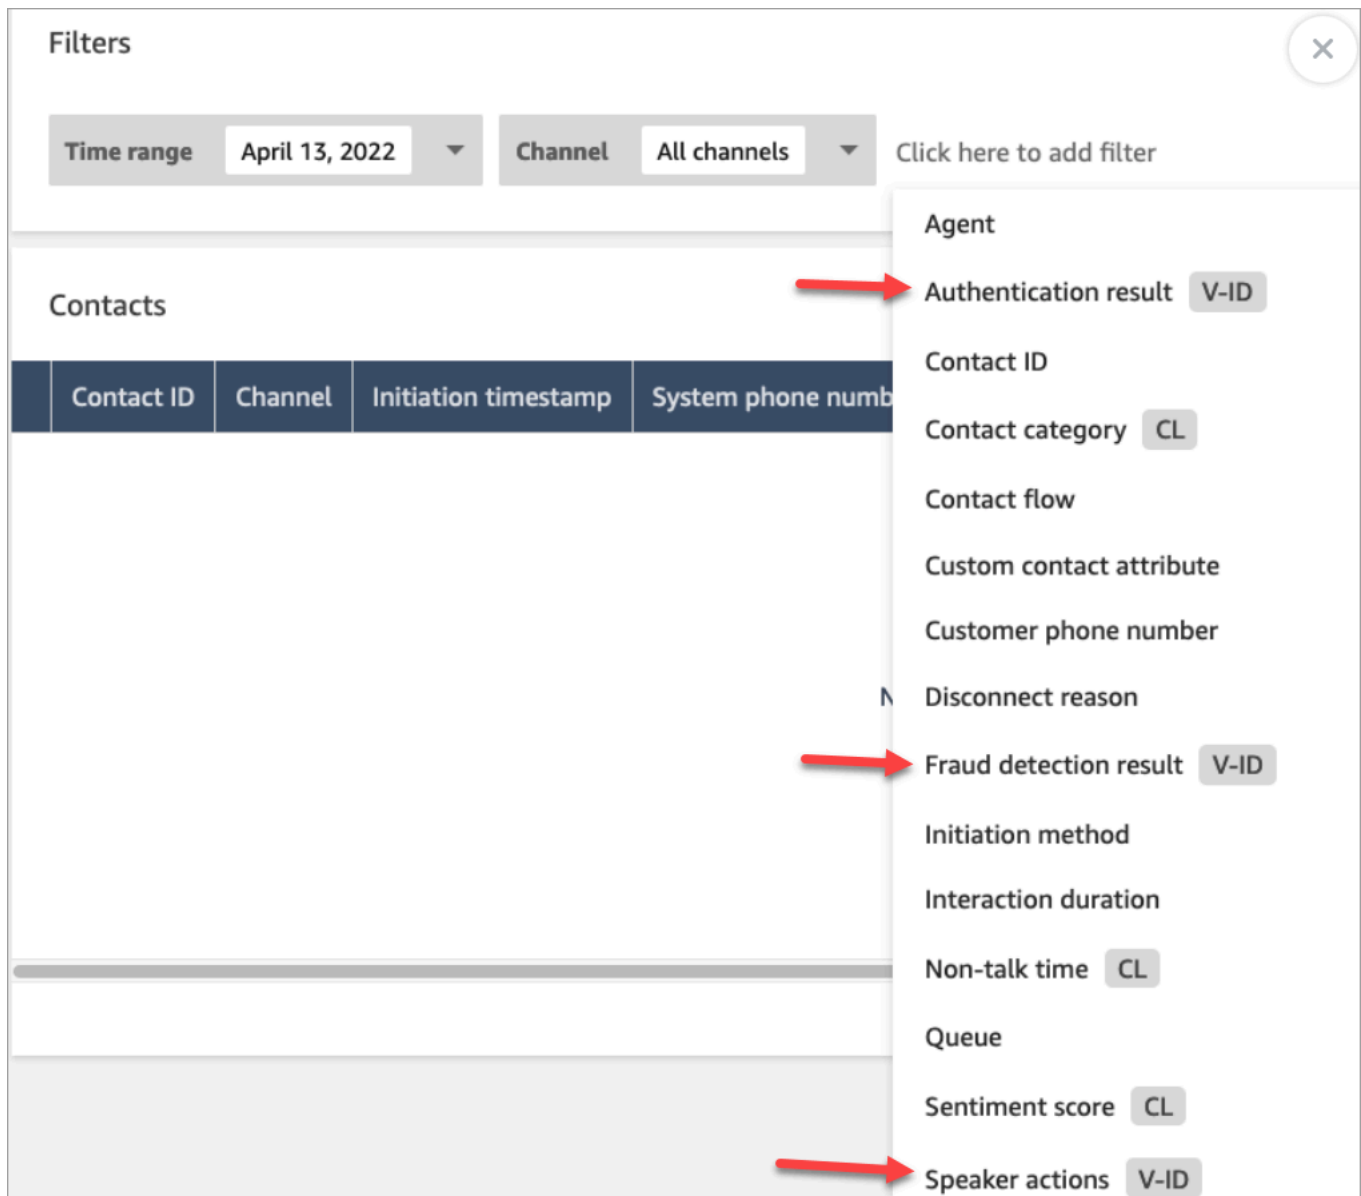 Filters
Time range April 13, 2022 Channel All channels Click here to add filter
Agent
Authentication result V-ID
Contacts
Contact ID
Contact ID Channel Initiation timestamp System phone numb
Contact category CL
Contact flow
Custom contact attribute
Customer phone number
N
Disconnect reason
Fraud detection result V-ID
Initiation method
Interaction duration
Non-talk time CL
Queue
Sentiment score CL
Speaker actions V-ID